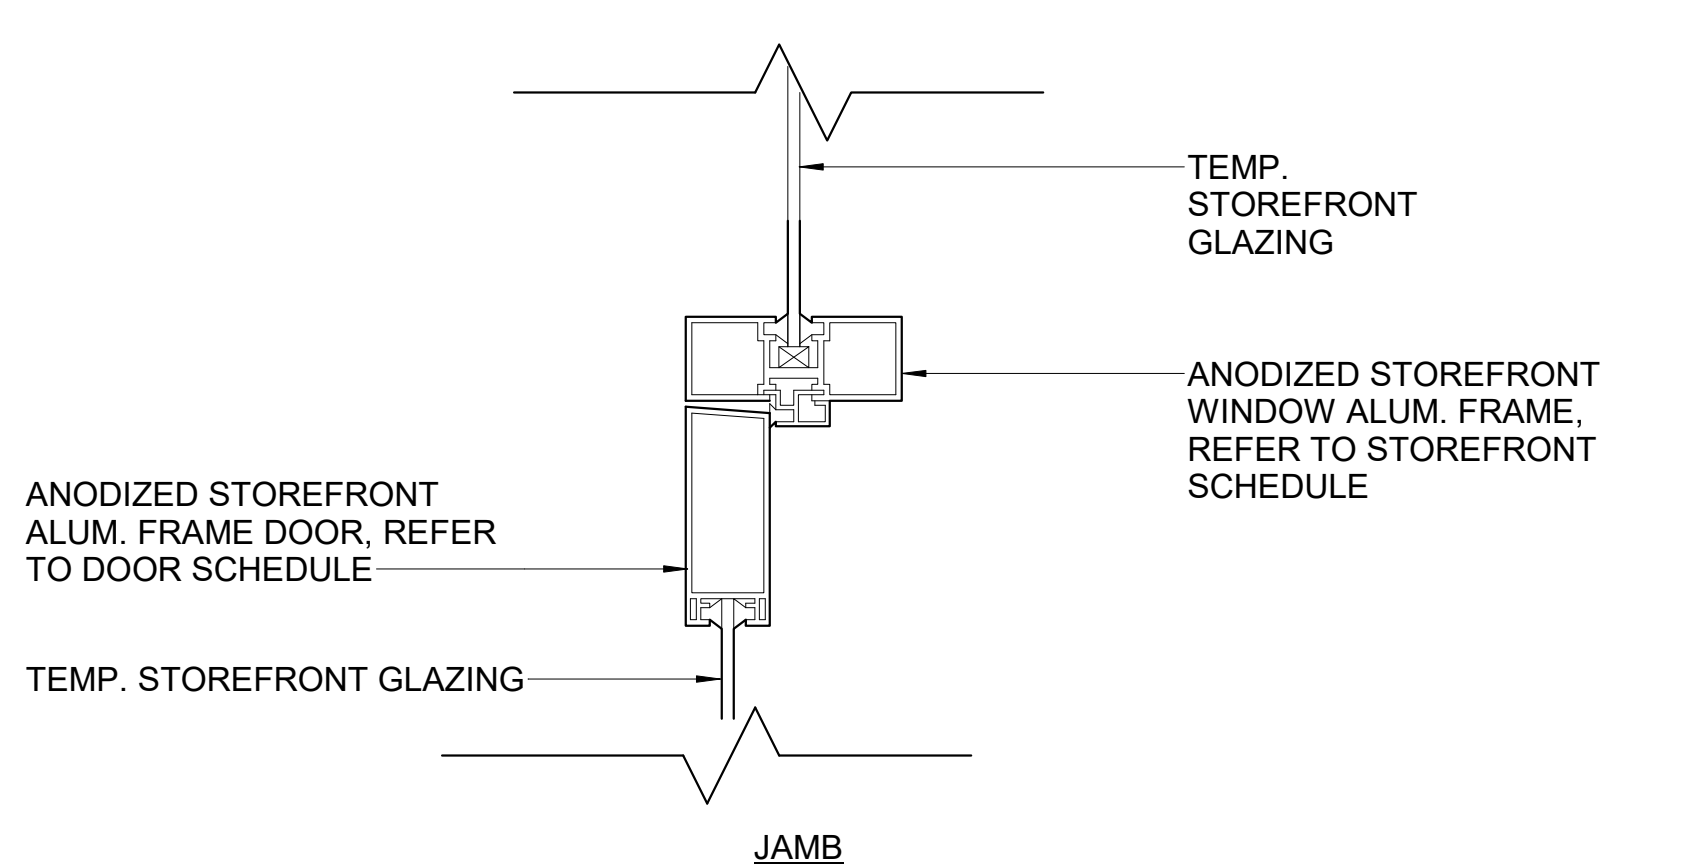 TEMP.
STOREFRONT
GLAZING
ANODIZED STOREFRONT
WINDOW ALUM. FRAME,
REFER TO STOREFRONT
SCHEDULE
ANODIZED STOREFRONT
ALUM. FRAME DOOR, REFER
TO DOOR SCHEDULE
TEMP. STOREFRONT GLAZING
JAMB